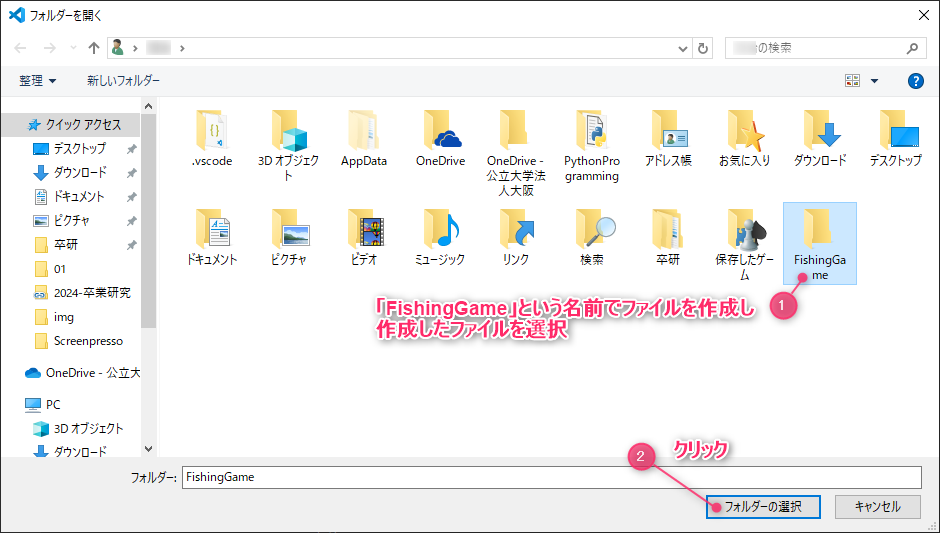 フォルダーを開く
の検索
整理
新しいフォルダー
クイック アクセス
デスクトップ
ダウンロード
ドキュメント
ピクチャ
卒研
01
2024-卒業研究
img
Screenpresso
OneDrive - 公立大
PC
3D オブジェクト
ダウンロード
.vscode
3D オブジェク
ト
AppData
OneDrive
OneDrive -
公立大学法
人大阪
PythonPro
gramming
アドレス帳
お気に入り
ダウンロード
デスクトップ
ドキュメント
ピクチャ
ビデオ
ミュージック
リンク
検索
卒研
保存したゲー
ム
FishingGa
me
1
「FishingGame」という名前でファイルを作成し
作成したファイルを選択
2
クリック
フォルダー:
FishingGame
フォルダーの選択
キャンセル